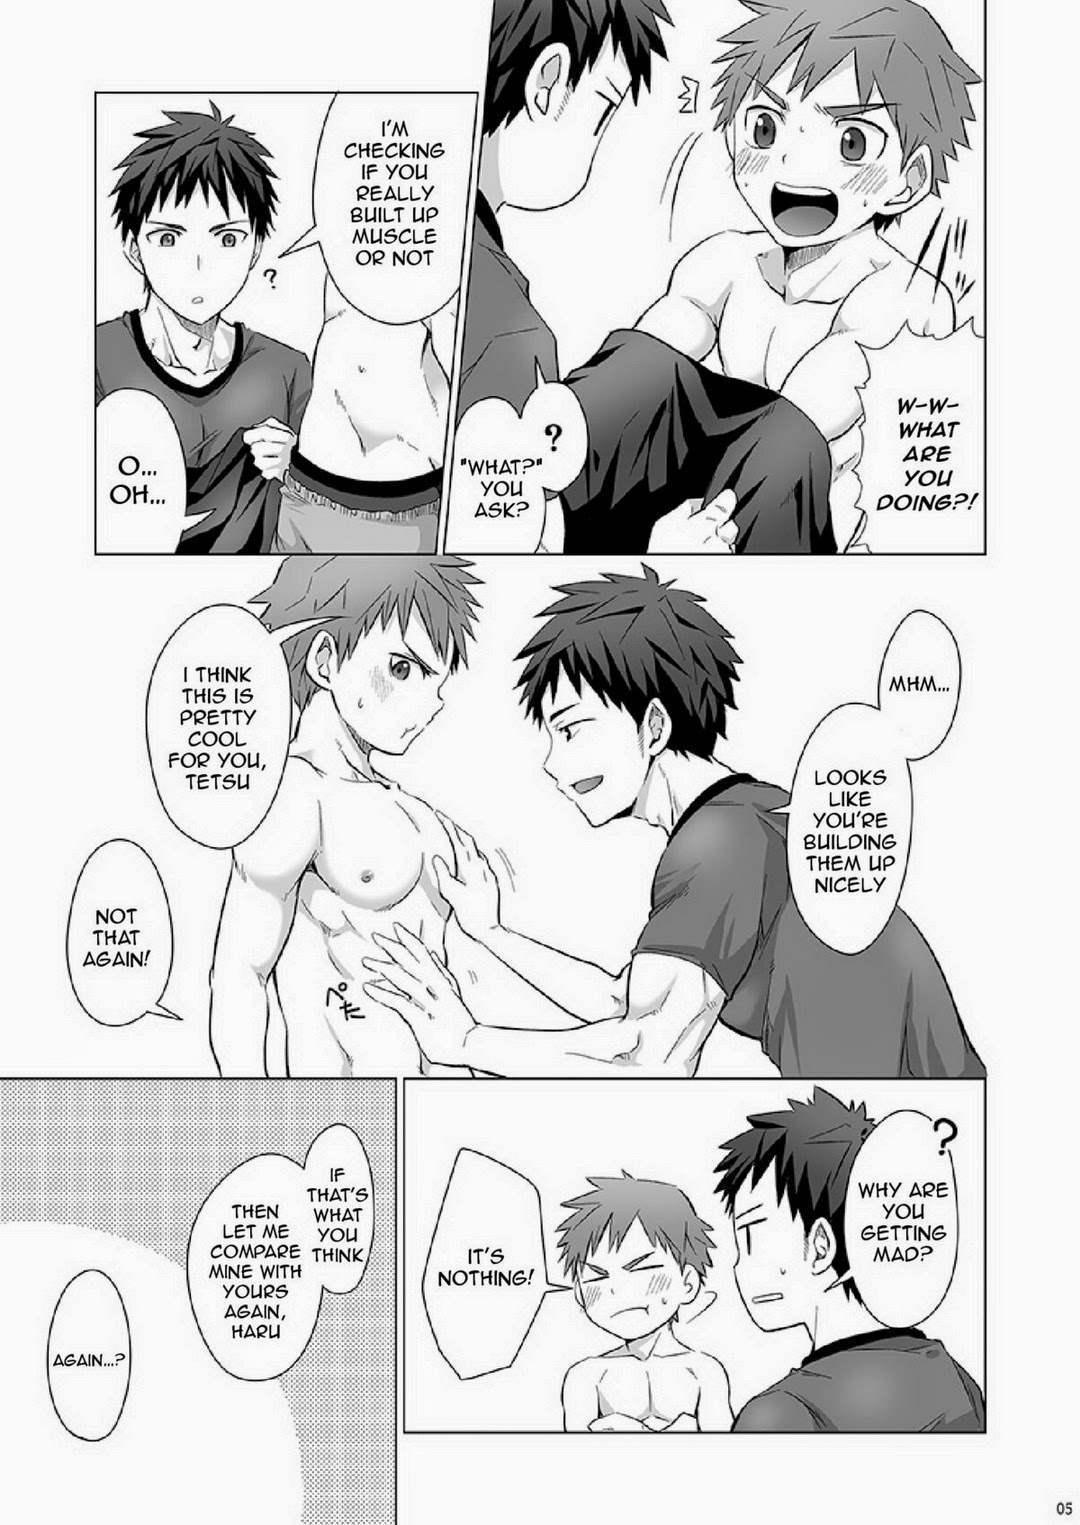 W-W-
WHAT
ARE
YOU
DOING?!
?
"WHAT?"
YOU
ASK?
I'M
CHECKING
IF YOU
REALLY
BUILT UP
MUSCLE
OR NOT
?
O...
OH...
MHM...
LOOKS
LIKE
YOU'RE
BUILDING
THEM UP
NICELY
I THINK
THIS IS
PRETTY
COOL
FOR YOU,
TETSU
NOT
THAT
AGAIN!
ペタ
?
WHY ARE
YOU
GETTING
MAD?
IT'S
NOTHING!
IF
THAT'S
WHAT
YOU
THINK
THEN
LET ME
COMPARE
MINE WITH
YOURS
AGAIN,
HARU
AGAIN...?
05